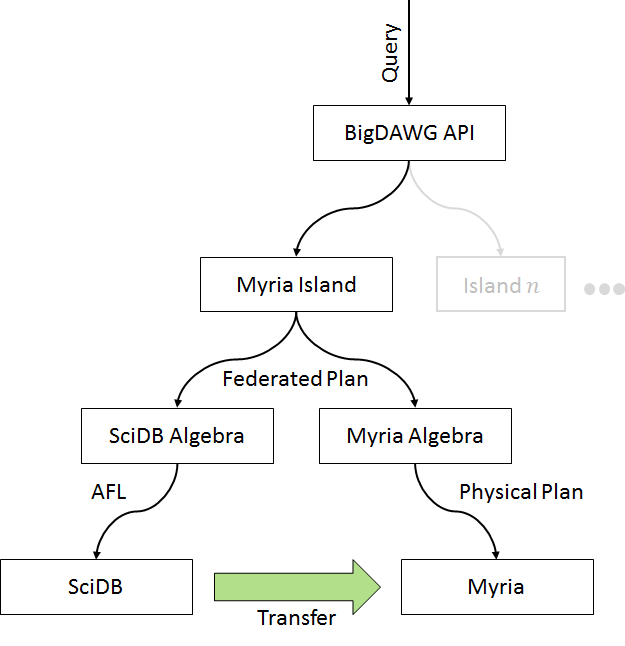 Query
BigDAWG API
Myria Island
Island n
Federated Plan
SciDB Algebra
Myria Algebra
AFL
Physical Plan
SciDB
Myria
Transfer